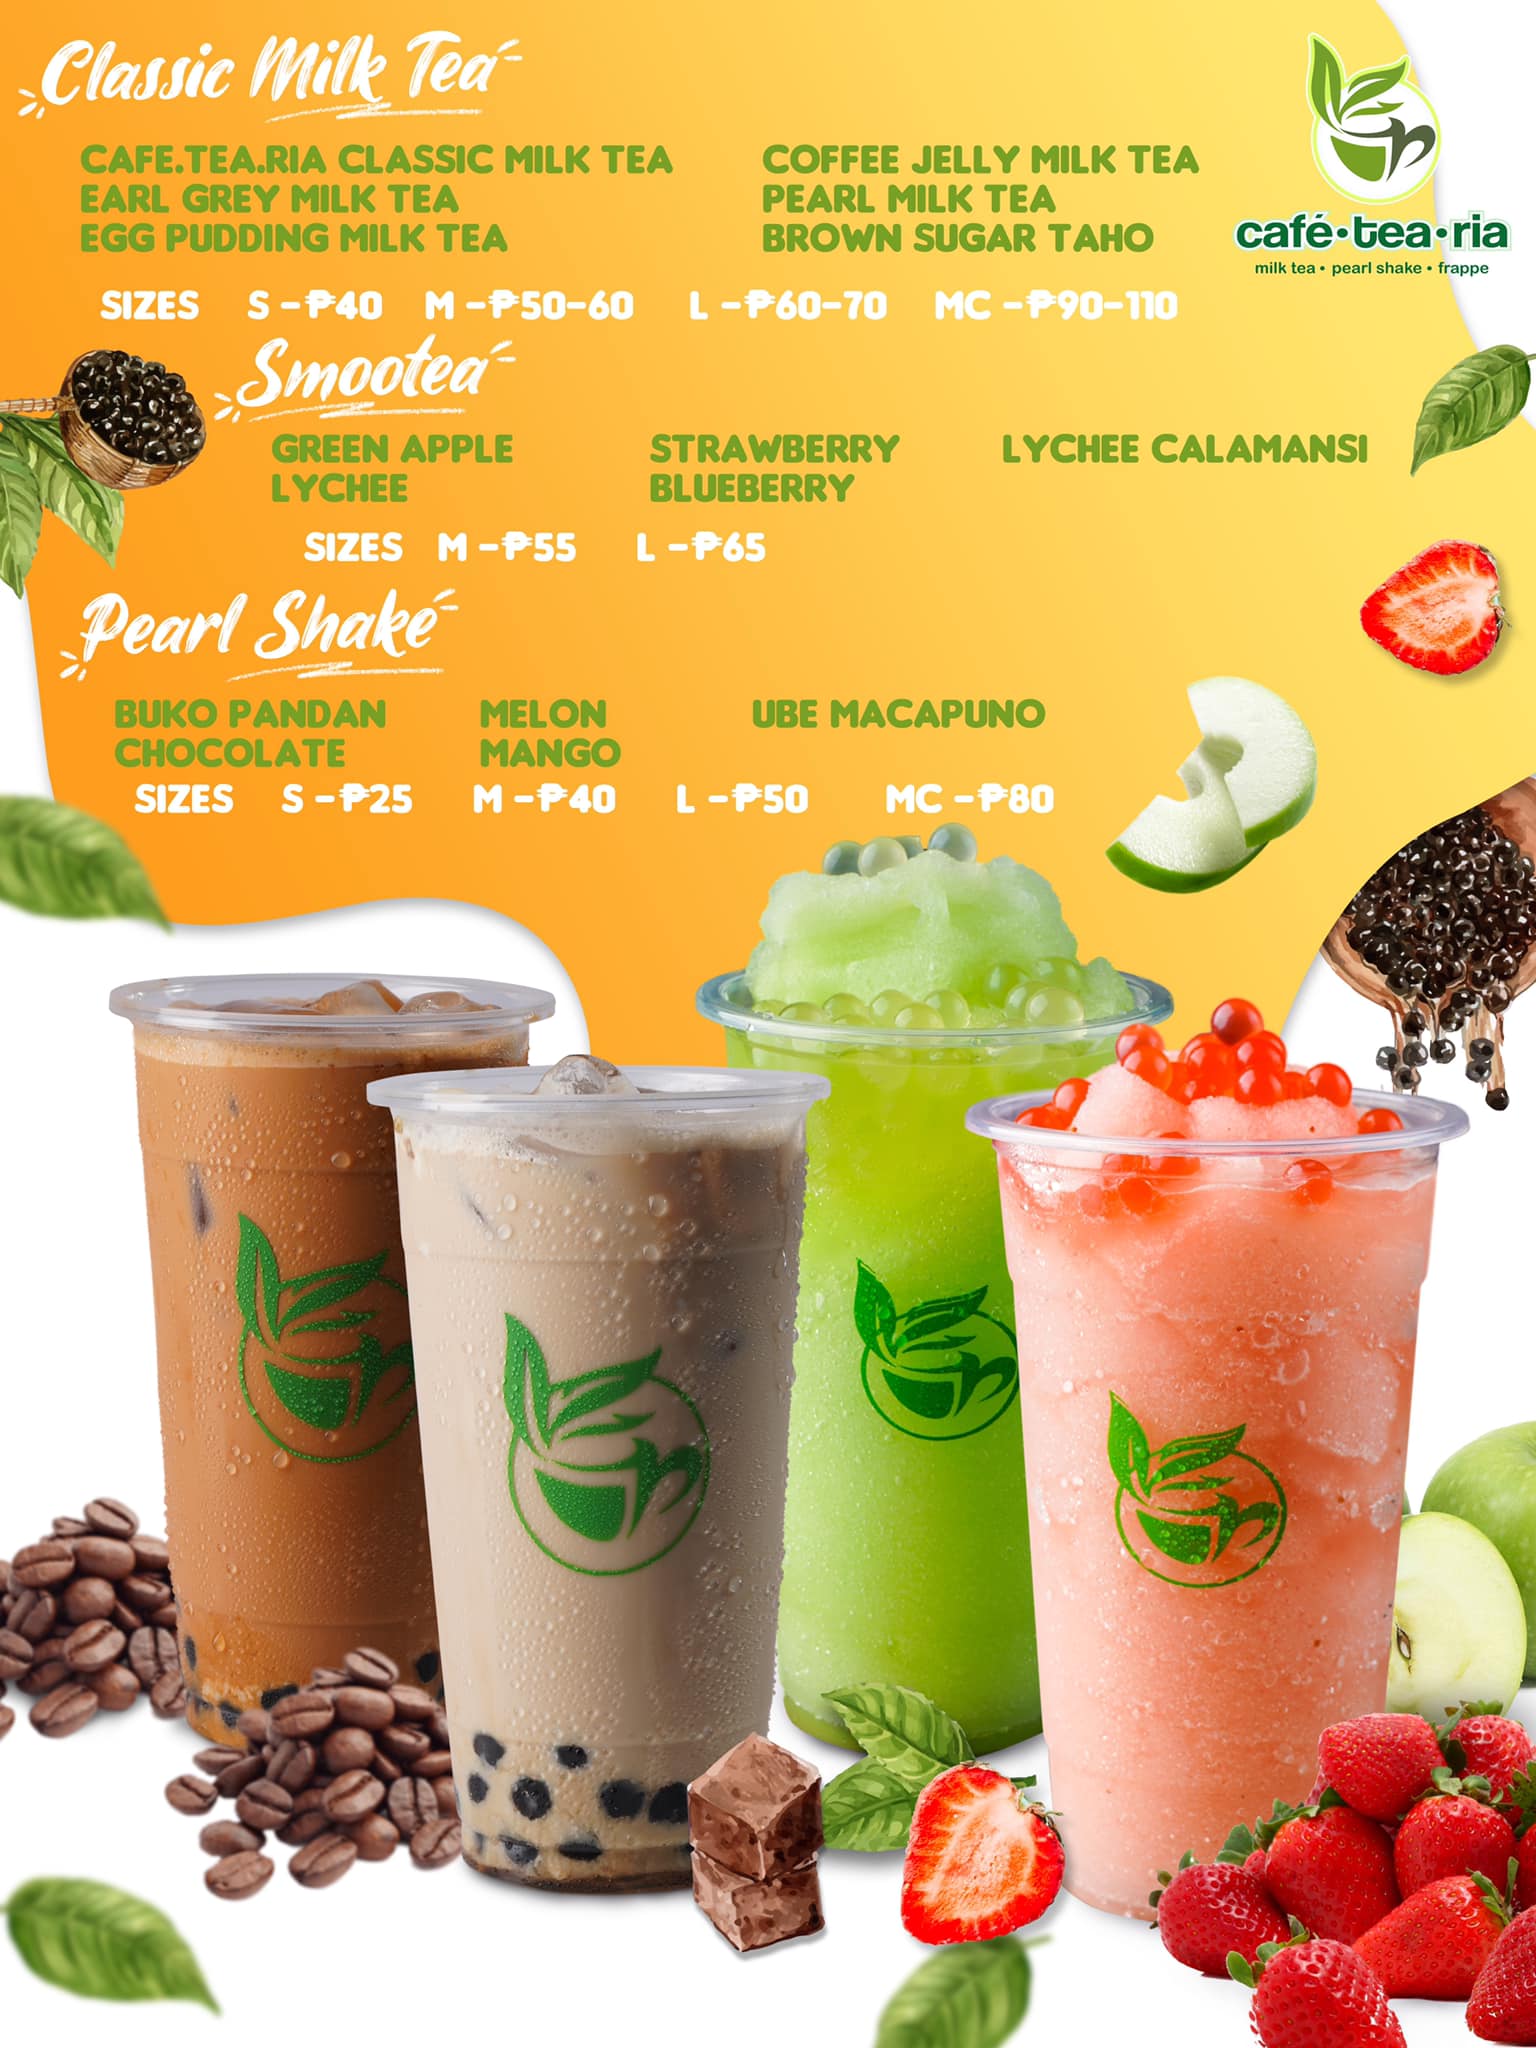 Classic Milk Tea
CAFE.TEA.RIA CLASSIC MILK TEA
EARL GREY MILK TEA
EGG PUDDING MILK TEA
COFFEE JELLY MILK TEA
PEARL MILK TEA
BROWN SUGAR TAHO
café•tea•ria
milk tea • pearl shake • frappe
SIZES S -₱40 M -₱50-60 L -₱60-70 MC -₱90-110
Smootea
GREEN APPLE
LYCHEE
STRAWBERRY
BLUEBERRY
LYCHEE CALAMANSI
SIZES M -₱55 L -₱65
Pearl Shake
BUKO PANDAN
CHOCOLATE
MELON
MANGO
UBE MACAPUNO
SIZES S -₱25 M -₱40 L -₱50 MC -₱80